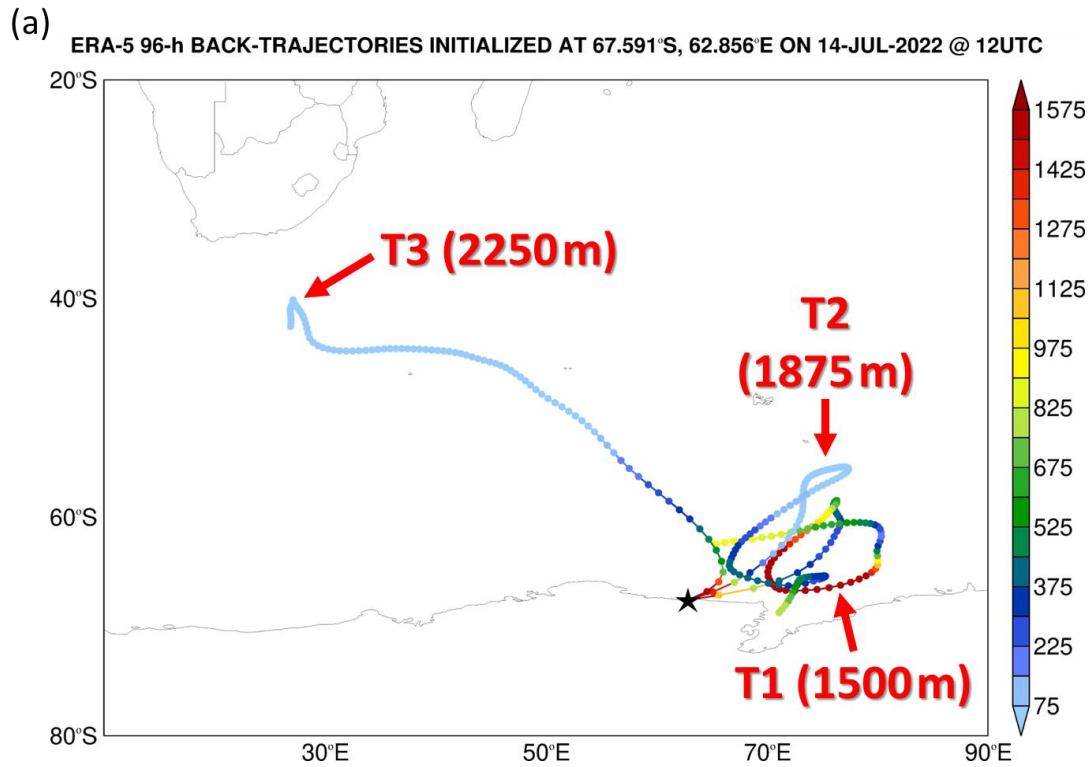 (a)
ERA-5 96-h BACK-TRAJECTORIES INITIALIZED AT 67.591°S, 62.856°E ON 14-JUL-2022 @ 12UTC
20°S
40°S
60°S
80°S
T3 (2250 m)
T2
(1875 m)
T1 (1500 m)
30°E
50°E
70°E
90°E
1575
1425
1275
1125
975
825
675
525
375
225
75